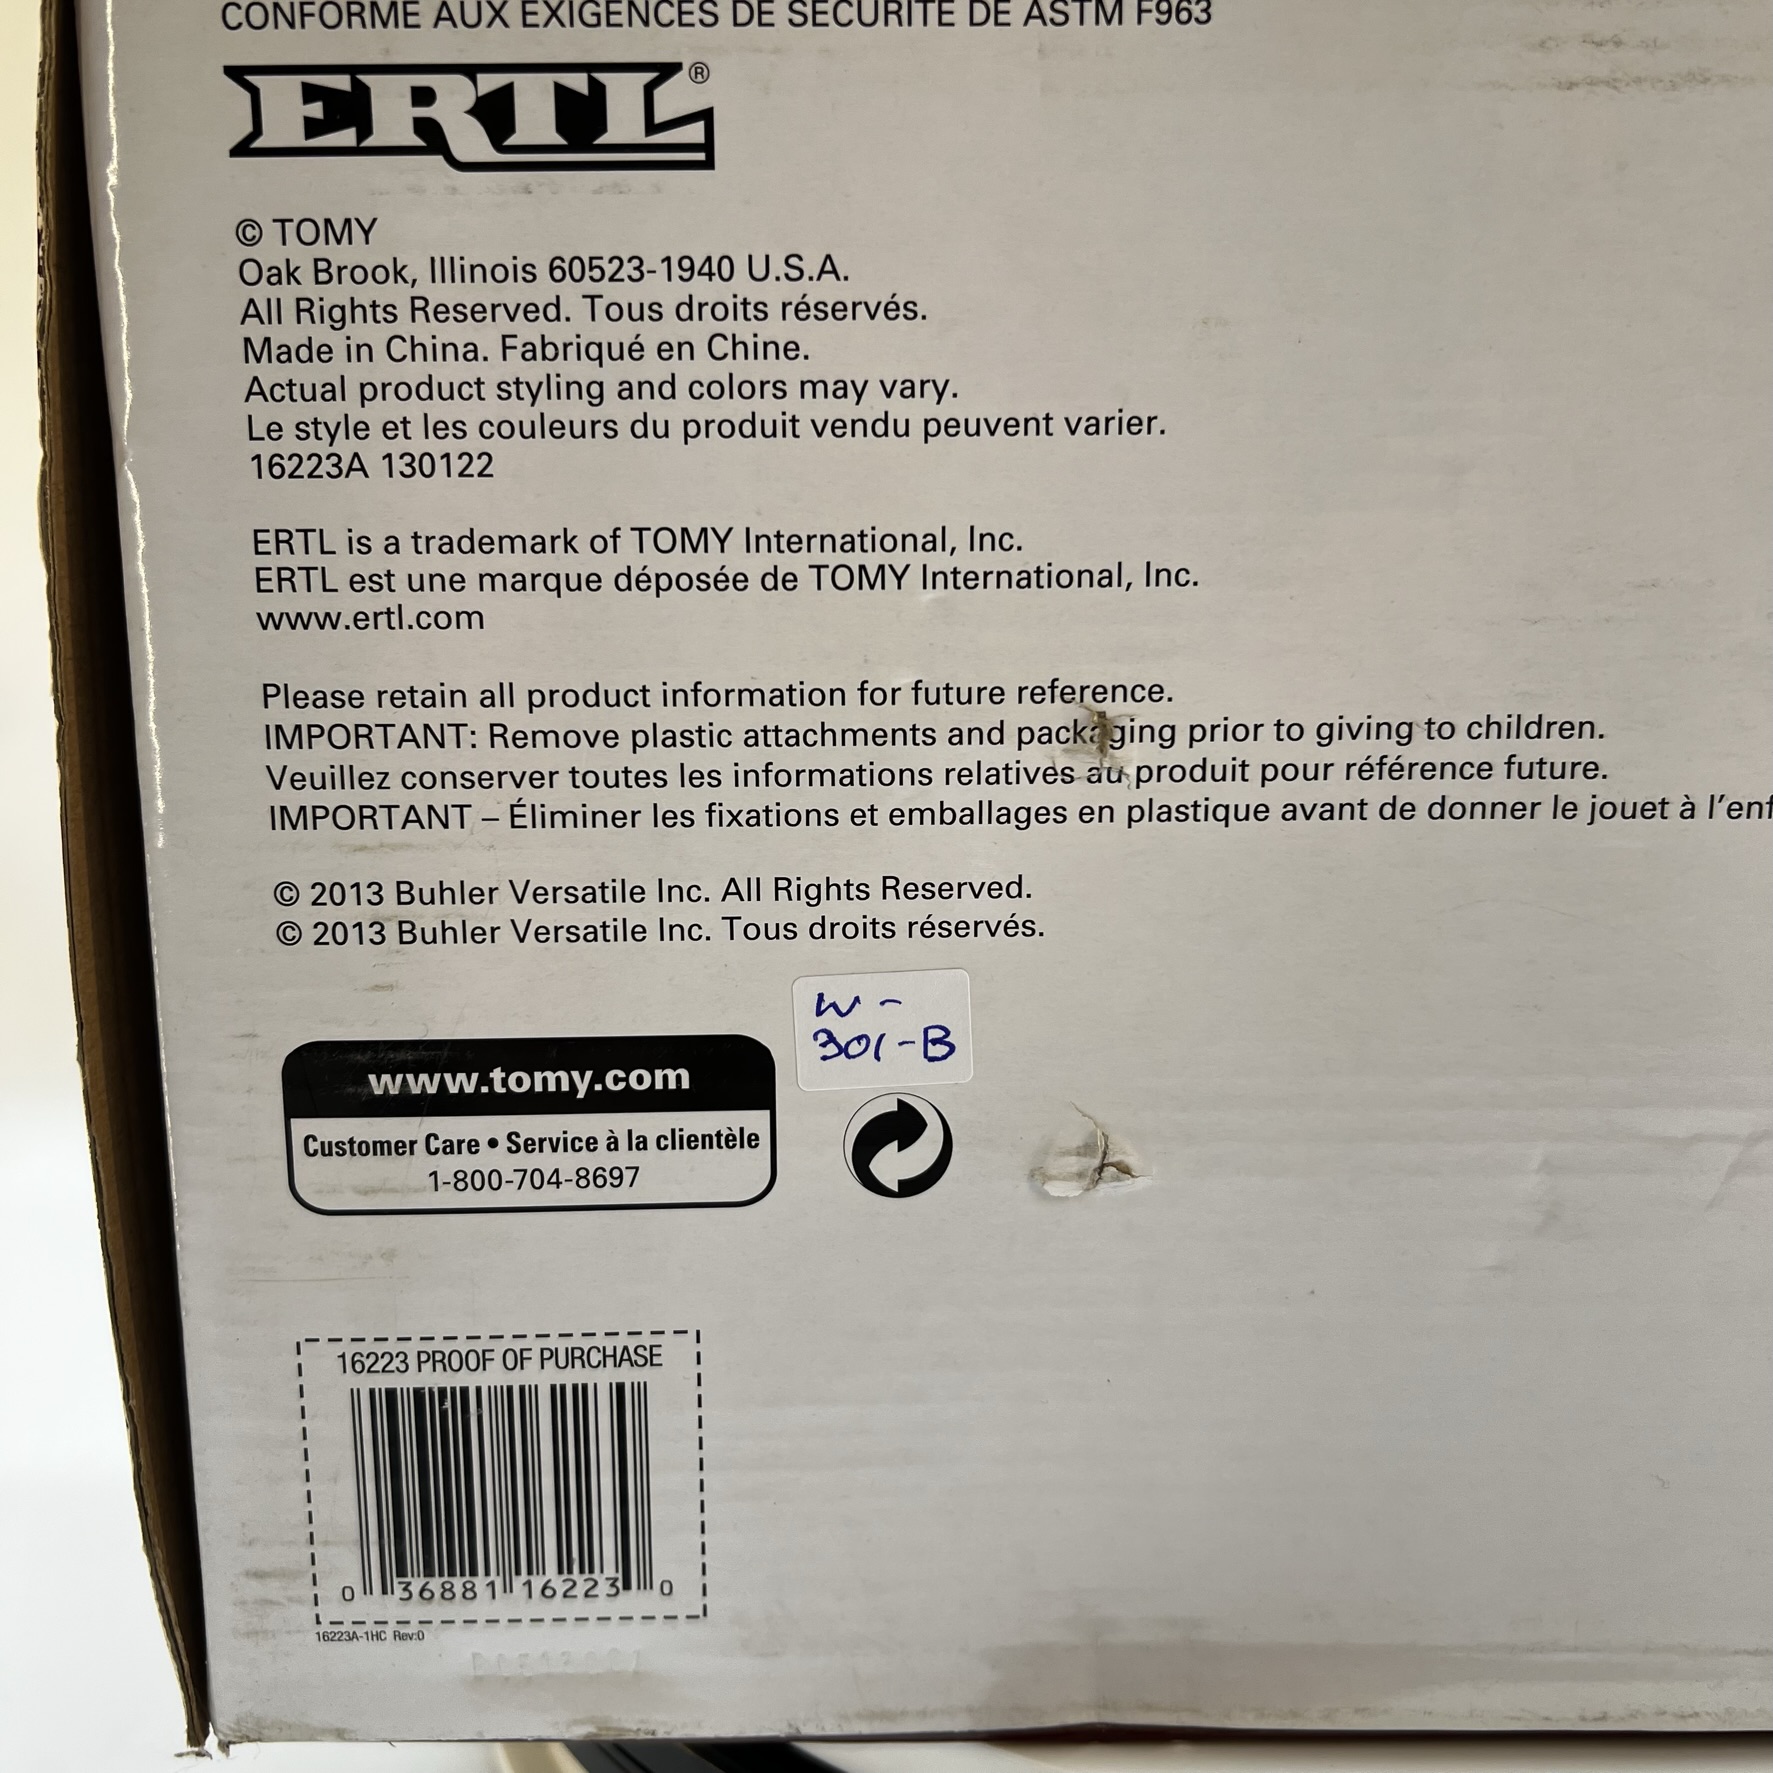 CONFORME AUX EXIGENCES DE SÉCURITÉ DE ASTM F963
ERTL®
© TOMY
Oak Brook, Illinois 60523-1940 U.S.A.
All Rights Reserved. Tous droits réservés.
Made in China. Fabriqué en Chine.
Actual product styling and colors may vary.
Le style et les couleurs du produit vendu peuvent varier.
16223A 130122
ERTL is a trademark of TOMY International, Inc.
ERTL est une marque déposée de TOMY International, Inc.
www.ertl.com
Please retain all product information for future reference.
IMPORTANT: Remove plastic attachments and packaging prior to giving to children.
Veuillez conserver toutes les informations relatives au produit pour référence future.
IMPORTANT – Éliminer les fixations et emballages en plastique avant de donner le jouet à l'enf
© 2013 Buhler Versatile Inc. All Rights Reserved.
© 2013 Buhler Versatile Inc. Tous droits réservés.
W-
301-B
www.tomy.com
Customer Care • Service à la clientèle
1-800-704-8697
16223 PROOF OF PURCHASE
0 36881 16223 0
16223A-1HC Rev:0